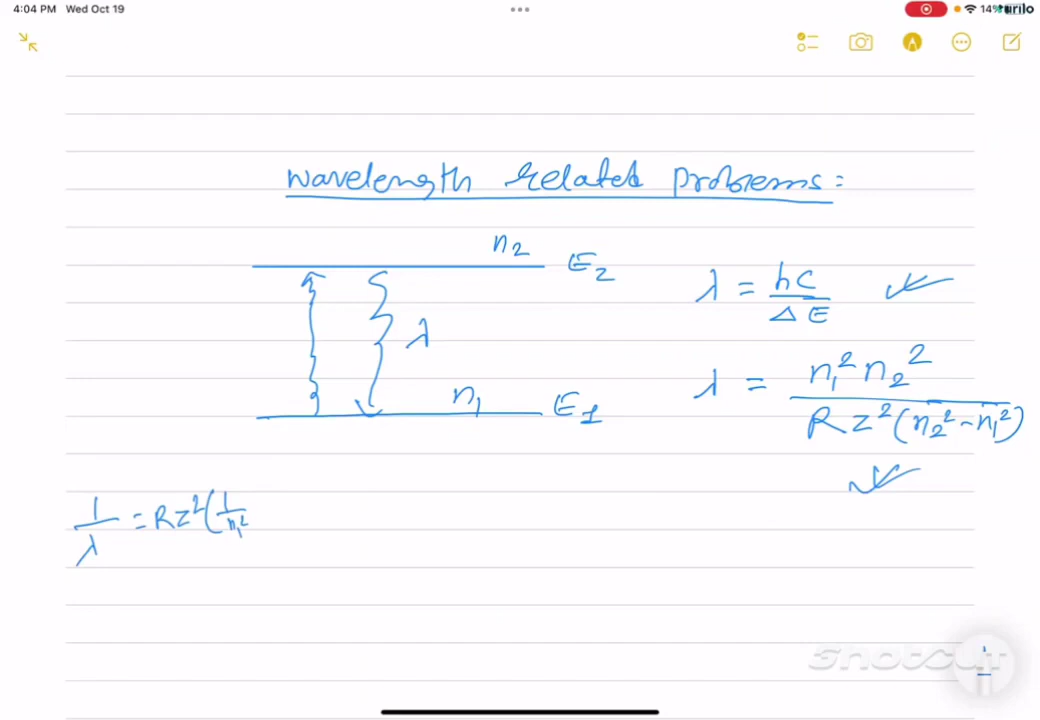 4:04 PM Wed Oct 19
14%
wavelength related problems:
n₂ E₂
λ = hc/ΔE
λ
λ = n₁² n₂² / Rz²(n₂² - n₁²)
n₁ E₁
1/λ = Rz²(1/n₁²